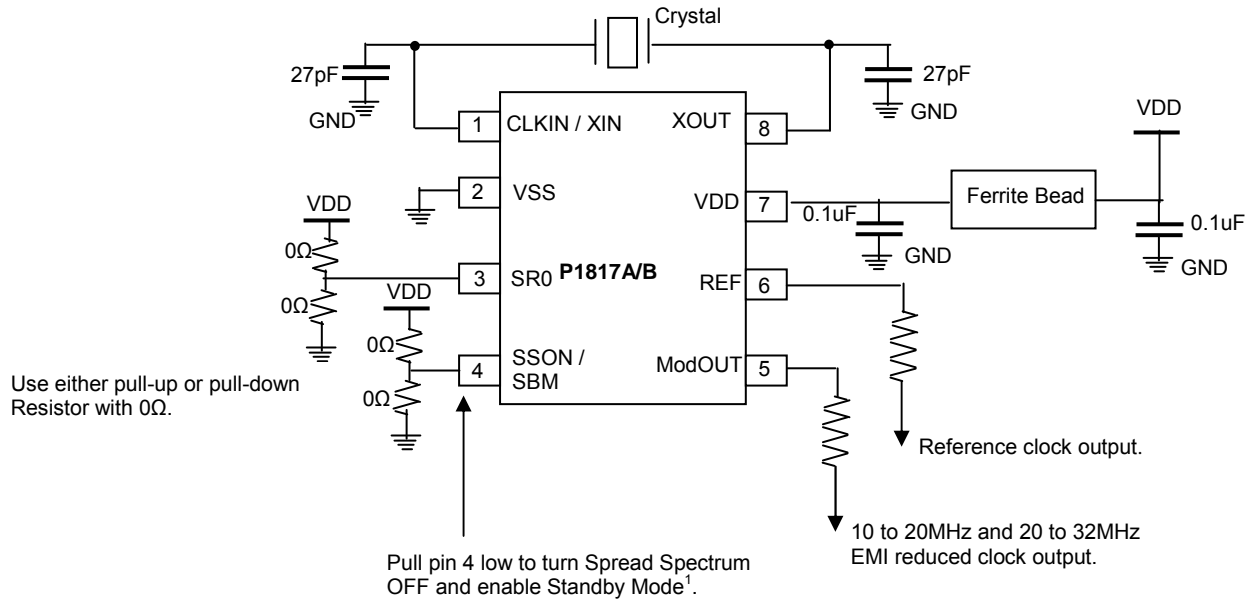 Crystal
27pF
27pF
GND
GND
VDD
1
CLKIN / XIN
XOUT
8
2
VSS
VDD
7
0.1uF
Ferrite Bead
0.1uF
GND
GND
VDD
0Ω
0Ω
3
SR0
P1817A/B
REF
6
VDD
0Ω
0Ω
4
SSON /
SBM
ModOUT
5
Use either pull-up or pull-down
Resistor with 0Ω.
Reference clock output.
10 to 20MHz and 20 to 32MHz
EMI reduced clock output.
Pull pin 4 low to turn Spread Spectrum
OFF and enable Standby Mode¹.